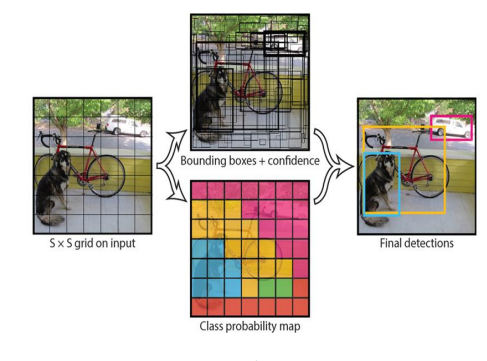 S × S grid on input
Bounding boxes + confidence
Class probability map
Final detections